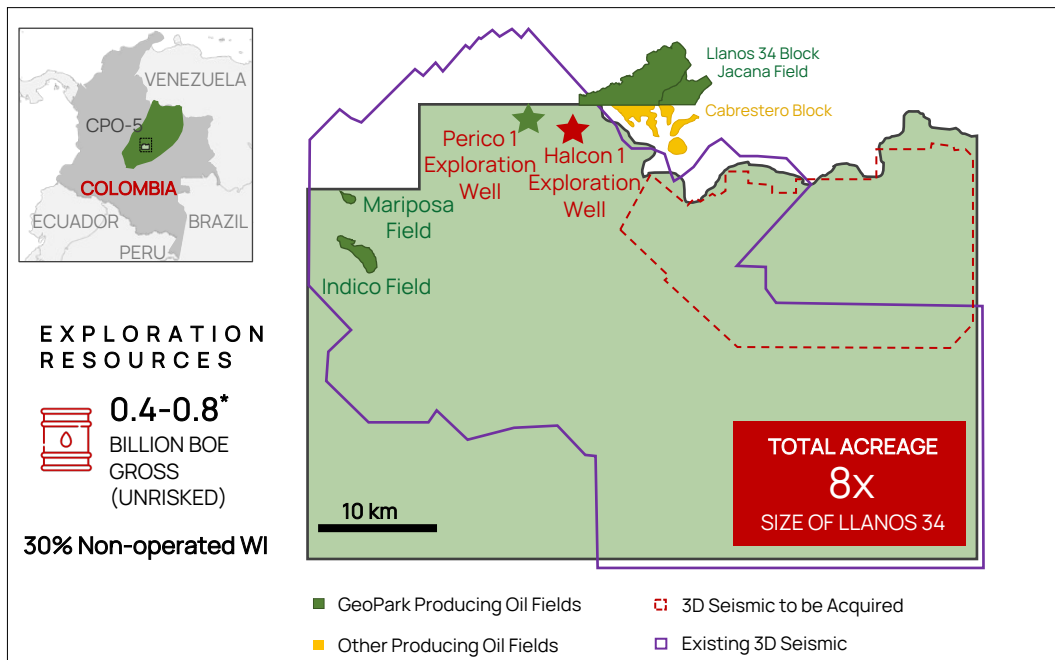 VENEZUELA
CPO-5
COLOMBIA
ECUADOR
BRAZIL
PERU
EXPLORATION
RESOURCES
0.4-0.8*
BILLION BOE
GROSS
(UNRISKED)
30% Non-operated WI
Llanos 34 Block
Jacana Field
Cabrestero Block
Perico 1
Exploration
Well
Halcon 1
Exploration
Well
Mariposa
Field
Indico Field
10 km
TOTAL ACREAGE
8x
SIZE OF LLANOS 34
GeoPark Producing Oil Fields
3D Seismic to be Acquired
Other Producing Oil Fields
Existing 3D Seismic